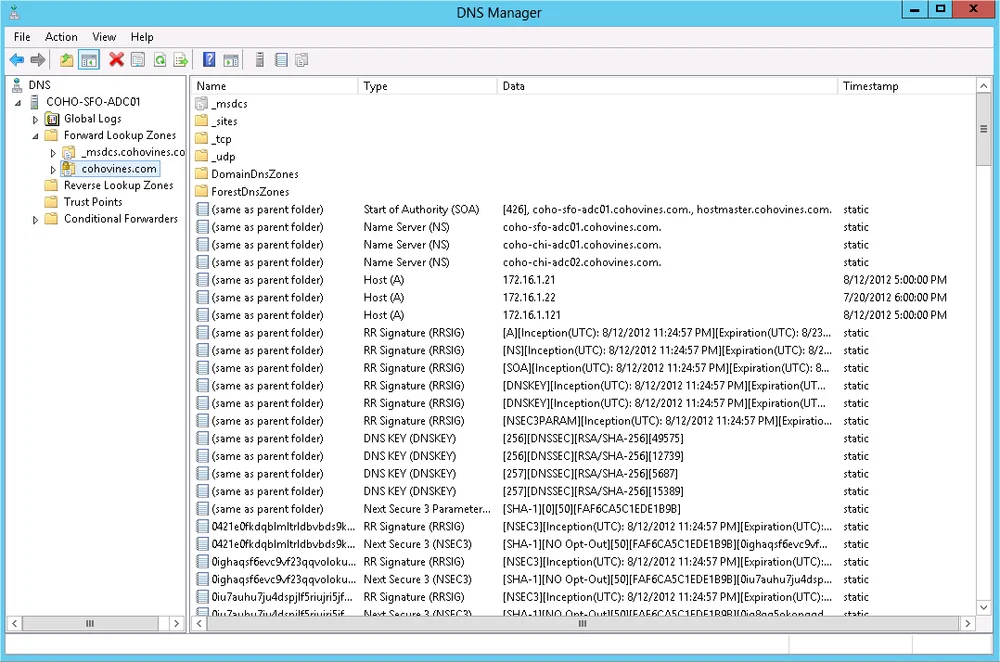 DNS Manager
File Action View Help
DNS
COHO-SFO-ADC01
Global Logs
Forward Lookup Zones
_msdcs.cohovines.co
cohovines.com
Reverse Lookup Zones
Trust Points
Conditional Forwarders
Name Type Data Timestamp
_msdcs
_sites
_tcp
_udp
DomainDnsZones
ForestDnsZones
(same as parent folder) Start of Authority (SOA) [426], coho-sfo-adc01.cohovines.com., hostmaster.cohovines.com. static
(same as parent folder) Name Server (NS) coho-sfo-adc01.cohovines.com. static
(same as parent folder) Name Server (NS) coho-chi-adc01.cohovines.com. static
(same as parent folder) Name Server (NS) coho-chi-adc02.cohovines.com. static
(same as parent folder) Host (A) 172.16.1.21 8/12/2012 5:00:00 PM
(same as parent folder) Host (A) 172.16.1.22 7/20/2012 6:00:00 PM
(same as parent folder) Host (A) 172.16.1.121 8/12/2012 5:00:00 PM
(same as parent folder) RR Signature (RRSIG) [A][Inception(UTC): 8/12/2012 11:24:57 PM][Expiration(UTC): 8/23... static
(same as parent folder) RR Signature (RRSIG) [NS][Inception(UTC): 8/12/2012 11:24:57 PM][Expiration(UTC): 8/2... static
(same as parent folder) RR Signature (RRSIG) [SOA][Inception(UTC): 8/12/2012 11:24:57 PM][Expiration(UTC): 8... static
(same as parent folder) RR Signature (RRSIG) [DNSKEY][Inception(UTC): 8/12/2012 11:24:57 PM][Expiration(UT... static
(same as parent folder) RR Signature (RRSIG) [DNSKEY][Inception(UTC): 8/12/2012 11:24:57 PM][Expiration(UT... static
(same as parent folder) RR Signature (RRSIG) [NSEC3PARAM][Inception(UTC): 8/12/2012 11:24:57 PM][Expiratio... static
(same as parent folder) DNS KEY (DNSKEY) [256][DNSSEC][RSA/SHA-256][49575] static
(same as parent folder) DNS KEY (DNSKEY) [256][DNSSEC][RSA/SHA-256][12739] static
(same as parent folder) DNS KEY (DNSKEY) [257][DNSSEC][RSA/SHA-256][5687] static
(same as parent folder) DNS KEY (DNSKEY) [257][DNSSEC][RSA/SHA-256][15389] static
(same as parent folder) Next Secure 3 Parameter... [SHA-1][0][50][FAF6CA5C1EDE1B9B] static
0421e0fkdqblmltrldbvbds9k... RR Signature (RRSIG) [NSEC3][Inception(UTC): 8/12/2012 11:24:57 PM][Expiration(UTC):... static
0421e0fkdqblmltrldbvbds9k... Next Secure 3 (NSEC3) [SHA-1][NO Opt-Out][50][FAF6CA5C1EDE1B9B][0ighaqsf6evc9vf... static
0ighaqsf6evc9vf23qqvoloku... RR Signature (RRSIG) [NSEC3][Inception(UTC): 8/12/2012 11:24:57 PM][Expiration(UTC):... static
0ighaqsf6evc9vf23qqvoloku... Next Secure 3 (NSEC3) [SHA-1][NO Opt-Out][50][FAF6CA5C1EDE1B9B][0iu7auhu7ju4dsp... static
0iu7auhu7ju4dspjlf5riujri5jf... RR Signature (RRSIG) [NSEC3][Inception(UTC): 8/12/2012 11:24:57 PM][Expiration(UTC):... static
0iu7auhu7ju4dspjlf5riujri5jf... Next Secure 3 (NSEC3) static